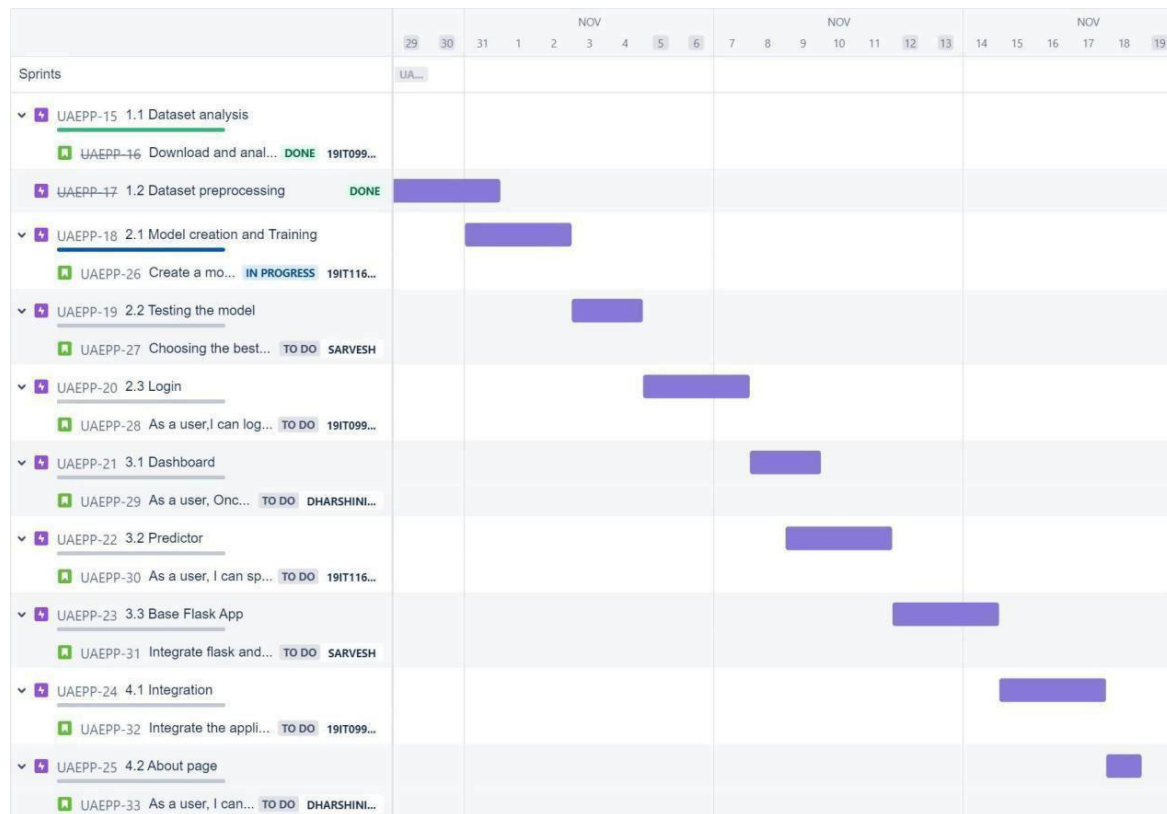 NOV NOV NOV
29 30 31 1 2 3 4 5 6 7 8 9 10 11 12 13 14 15 16 17 18 19
Sprints UA...
UAEPP-15 1.1 Dataset analysis
UAEPP-16 Download and anal... DONE 19IT099...
UAEPP-17 1.2 Dataset preprocessing DONE
UAEPP-18 2.1 Model creation and Training
UAEPP-26 Create a mo... IN PROGRESS 19IT116...
UAEPP-19 2.2 Testing the model
UAEPP-27 Choosing the best... TO DO SARVESH
UAEPP-20 2.3 Login
UAEPP-28 As a user,I can log... TO DO 19IT099...
UAEPP-21 3.1 Dashboard
UAEPP-29 As a user, Onc... TO DO DHARSHINI...
UAEPP-22 3.2 Predictor
UAEPP-30 As a user, I can sp... TO DO 19IT116...
UAEPP-23 3.3 Base Flask App
UAEPP-31 Integrate flask and... TO DO SARVESH
UAEPP-24 4.1 Integration
UAEPP-32 Integrate the appli... TO DO 19IT099...
UAEPP-25 4.2 About page
UAEPP-33 As a user, I can... TO DO DHARSHINI...